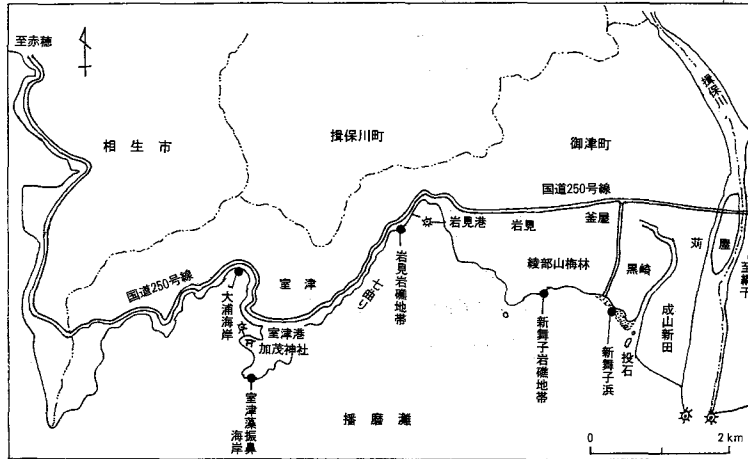 至赤穂
相生市
揖保川町
御津町
揖保川
国道250号線
岩見港
岩見
釜屋
苅屋
至網干
岩見岩礁地帯
綾部山梅林
黒崎
七曲り
室津
国道250号線
大浦海岸
室津港
加茂神社
新舞子岩礁地帯
新舞子浜
投石
成山新田
室津藻振鼻海岸
播磨灘
0
2km